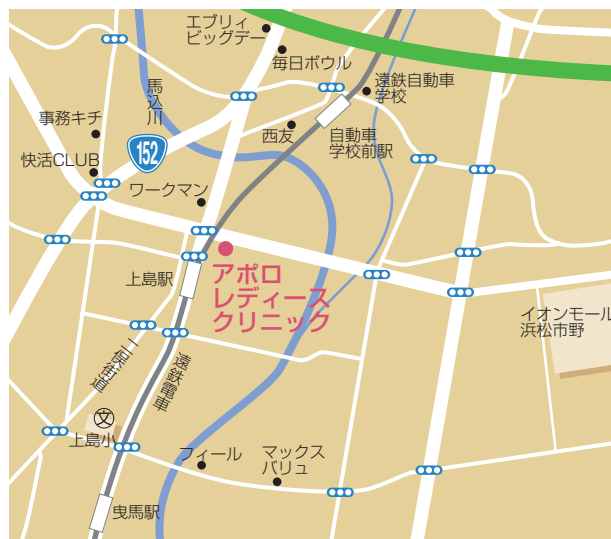 エブリィ
ビッグデー
毎日ボウル
馬込川
遠鉄自動車
学校
事務キチ
西友
自動車
学校前駅
152
快活CLUB
ワークマン
上島駅
アポロ
レディース
クリニック
イオンモール
浜松市野
二俣街道
遠鉄電車
文
上島小
フィール
マックス
バリュ
曳馬駅